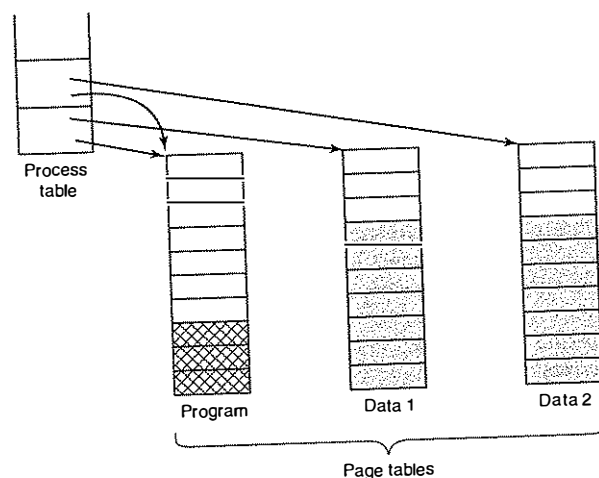 Process
table
Program
Data 1
Data 2
Page tables